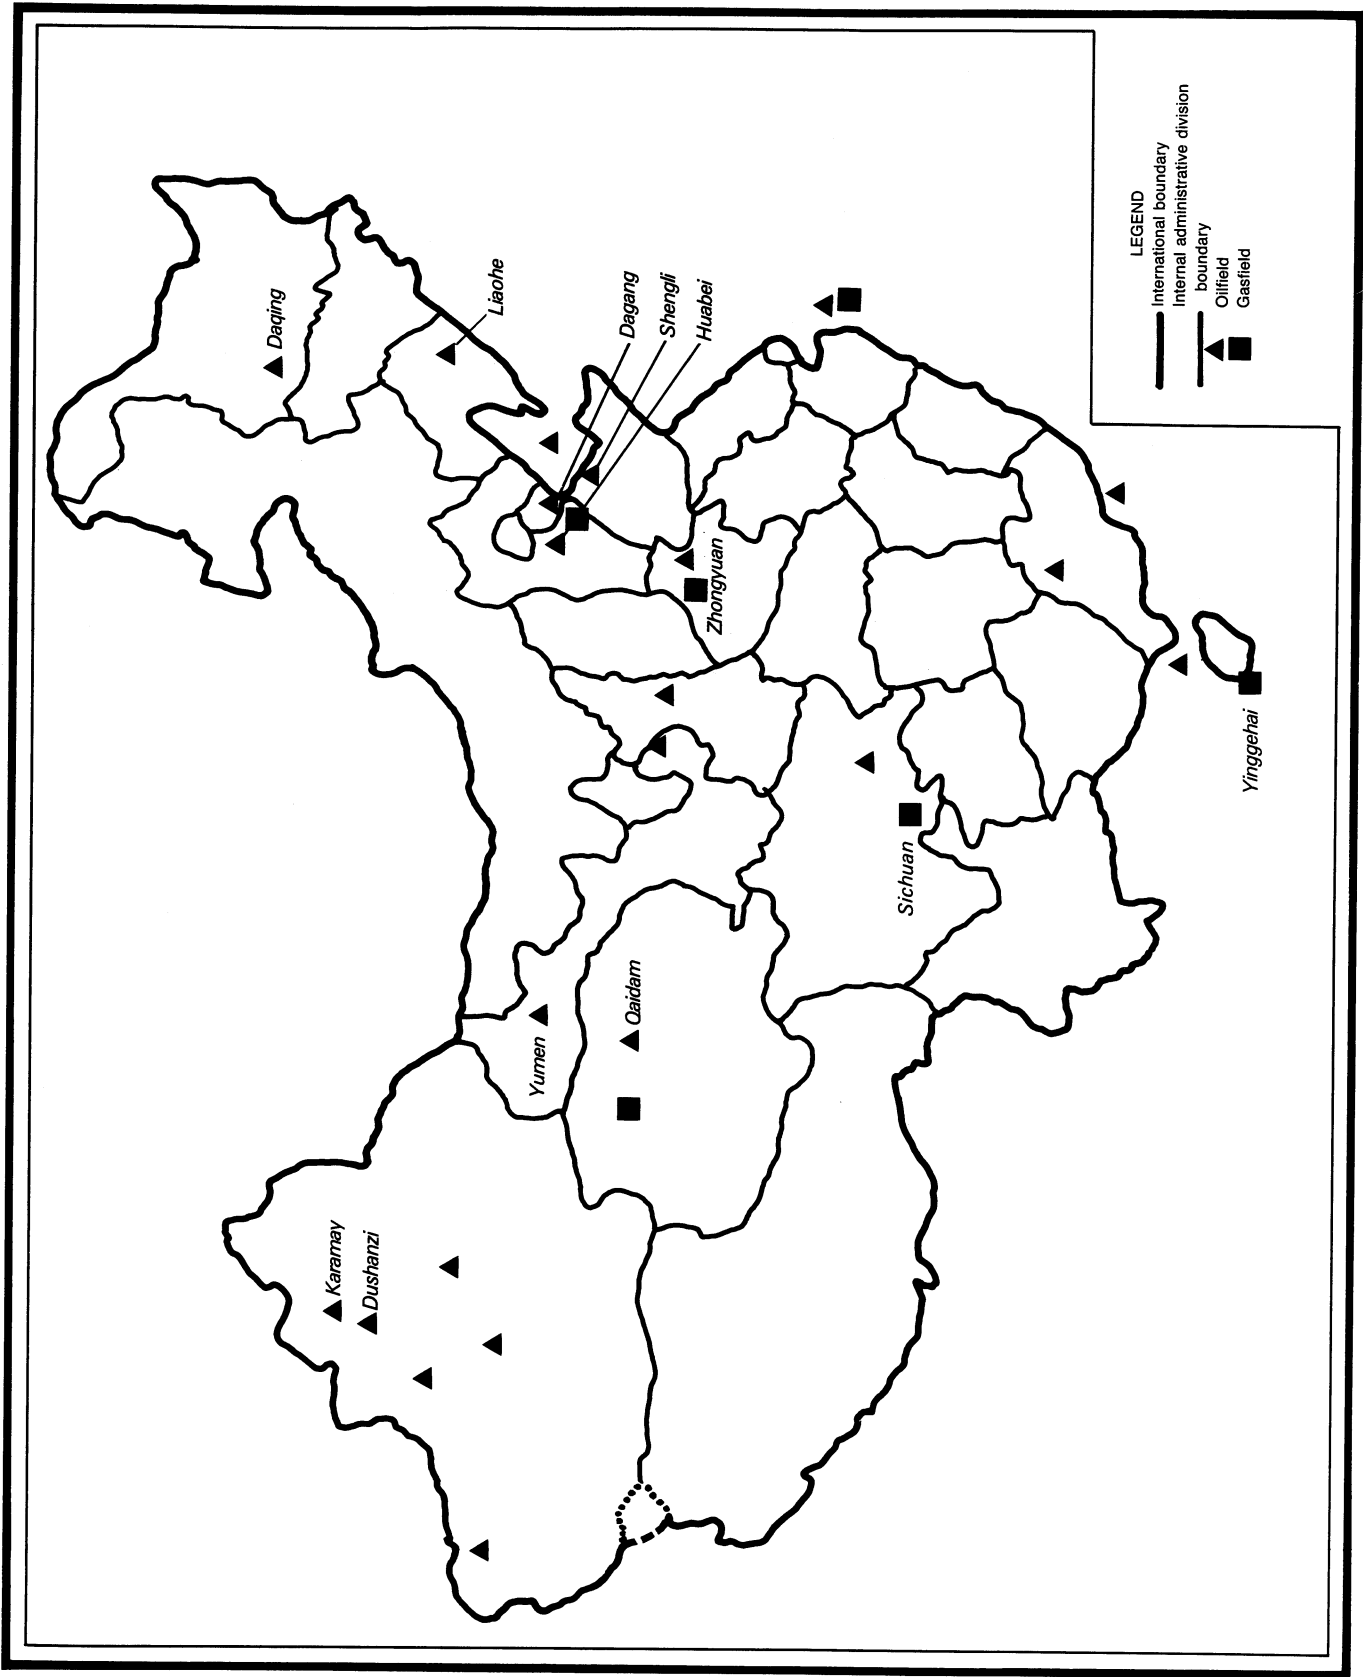 Daqing
Liaohe
Dagang
Shengli
Huabei
Zhongyuan
Yumen
Qaidam
Karamay
Dushanzi
Sichuan
Yinggehai
LEGEND
International boundary
Internal administrative division
boundary
Oilfield
Gasfield